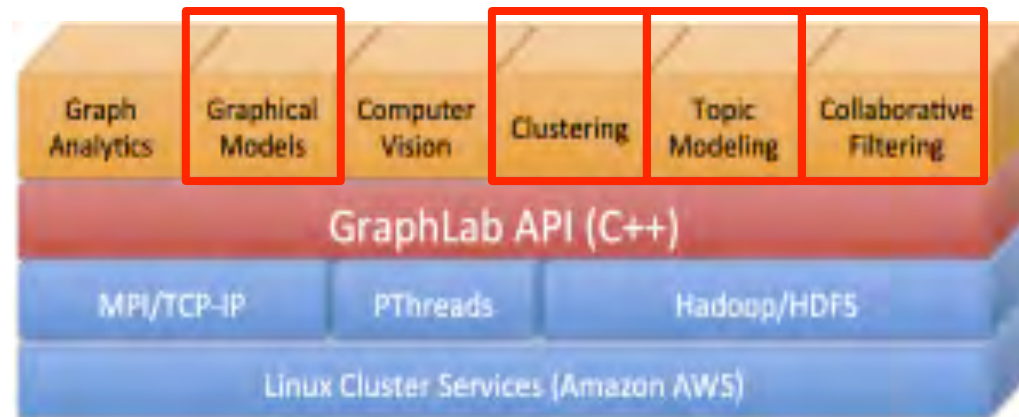 Graph
Analytics
Graphical
Models
Computer
Vision
Clustering
Topic
Modeling
Collaborative
Filtering
GraphLab API (C++)
MPI/TCP-IP
PThreads
Hadoop/HDFS
Linux Cluster Services (Amazon AWS)